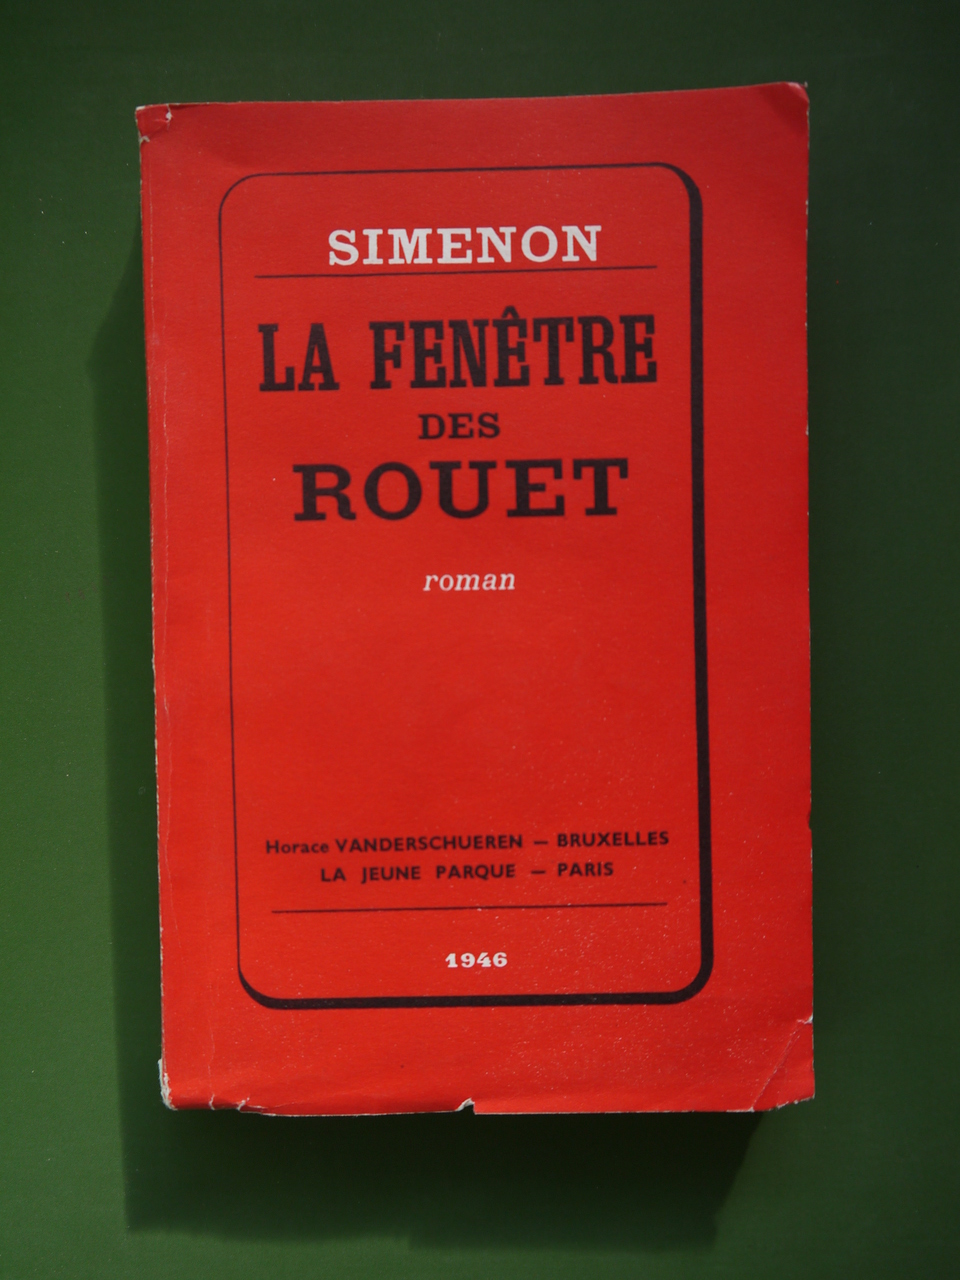 SIMENON
LA FENÊTRE
DES
ROUET
roman
Horace VANDERSCHUEREN — BRUXELLES
LA JEUNE PARQUE — PARIS
1946